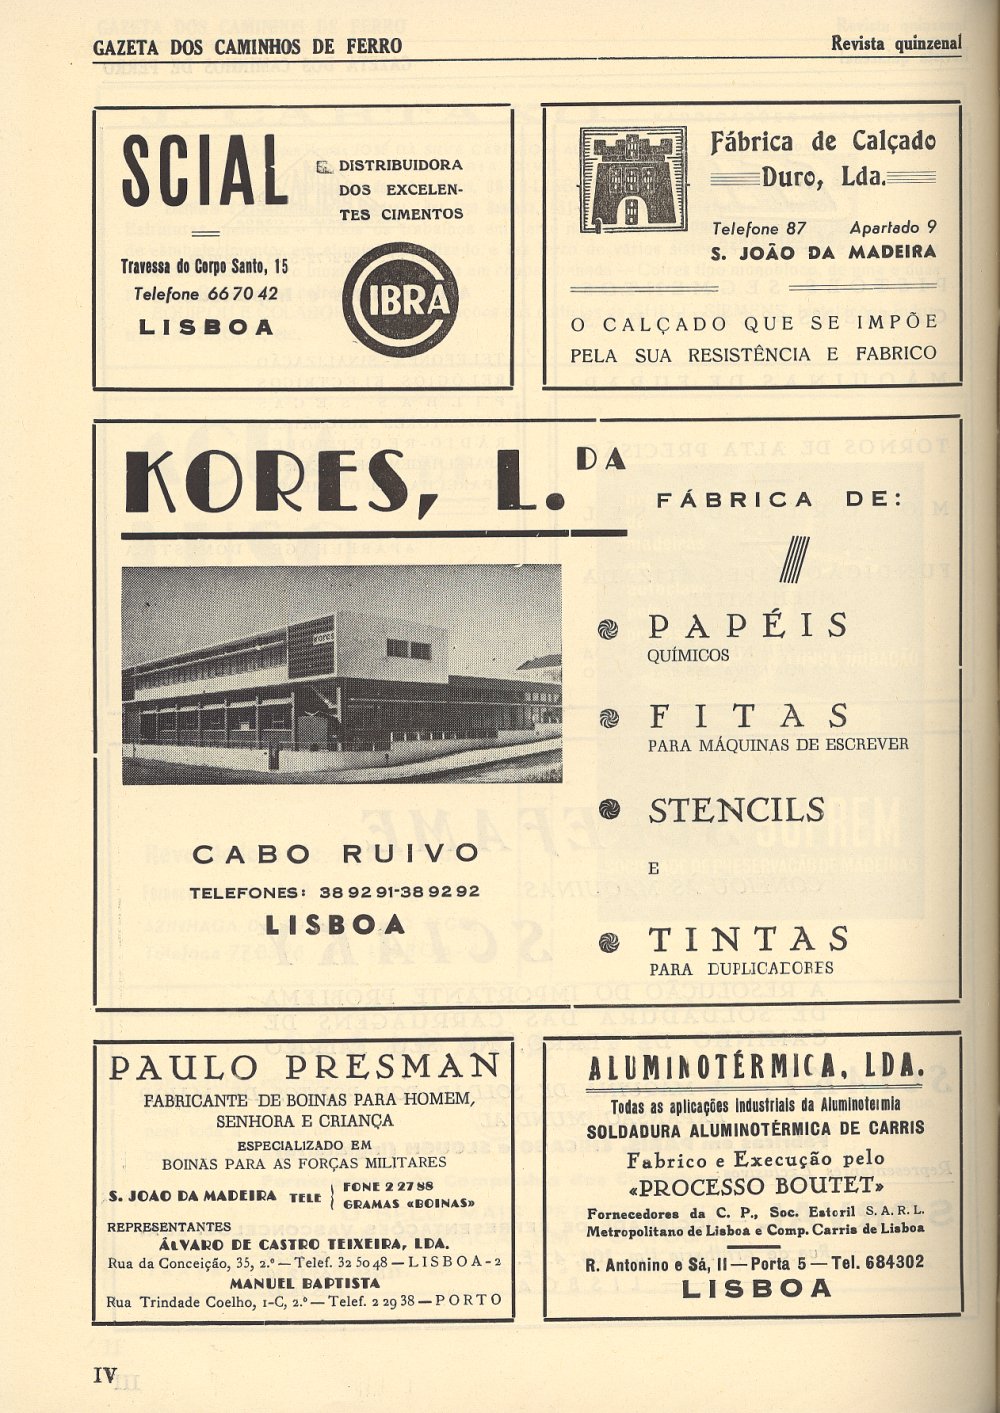 GAZETA DOS CAMINHOS DE FERRO
Revista quinzenal
SCIAL
DISTRIBUIDORA
DOS EXCELEN-
TES CIMENTOS
Travessa do Corpo Santo, 15
Telefone 66 70 42
LISBOA
CIBRA
Fábrica de Calçado
Duro, Lda.
Telefone 87 Apartado 9
S. JOÃO DA MADEIRA
O CALÇADO QUE SE IMPÕE
PELA SUA RESISTÊNCIA E FABRICO
KORES, L.DA
FÁBRICA DE:
kores
PAPÉIS
QUÍMICOS
FITAS
PARA MÁQUINAS DE ESCREVER
STENCILS
E
TINTAS
PARA DUPLICADORES
CABO RUIVO
TELEFONES: 38 92 91-38 92 92
LISBOA
PAULO PRESMAN
FABRICANTE DE BOINAS PARA HOMEM,
SENHORA E CRIANÇA
ESPECIALIZADO EM
BOINAS PARA AS FORÇAS MILITARES
S. JOAO DA MADEIRA TELE { FONE 2 27 88
GRAMAS «BOINAS»
REPRESENTANTES
ÁLVARO DE CASTRO TEIXEIRA, LDA.
Rua da Conceição, 35, 2.º — Telef. 32 50 48 — LISBOA-2
MANUEL BAPTISTA
Rua Trindade Coelho, 1-C, 2.º — Telef. 2 29 38 — PORTO
ALUMINOTÉRMICA, LDA.
Todas as aplicações Industriais da Aluminotermia
SOLDADURA ALUMINOTÉRMICA DE CARRIS
Fabrico e Execução pelo
«PROCESSO BOUTET»
Fornecedores da C. P., Soc. Estoril S. A. R. L.
Metropolitano de Lisboa e Comp. Carris de Lisboa
R. Antonino e Sá, II — Porta 5 — Tel. 684302
LISBOA
IV